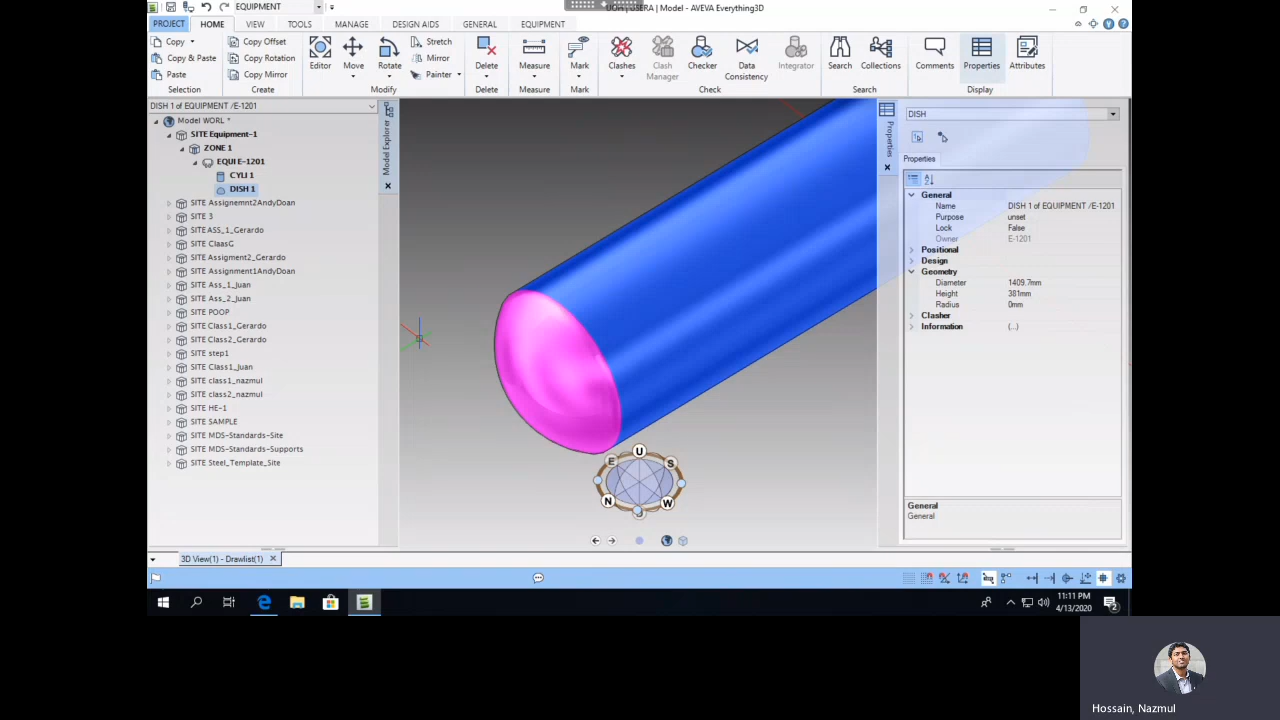 EQUIPMENT
Model - AVEVA Everything3D
PROJECT HOME VIEW TOOLS MANAGE DESIGN AIDS GENERAL EQUIPMENT
Copy
Copy & Paste
Paste
Selection
Copy Offset
Copy Rotation
Copy Mirror
Create
Editor
Move
Rotate
Stretch
Mirror
Painter
Modify
Delete
Delete
Measure
Measure
Mark
Mark
Clashes
Clash Manager
Checker
Data Consistency
Integrator
Check
Search
Collections
Search
Comments
Properties
Attributes
Display
DISH 1 of EQUIPMENT /E-1201
Model WORL *
SITE Equipment-1
ZONE 1
EQUI E-1201
CYLI 1
DISH 1
SITE Assignemnt2AndyDoan
SITE 3
SITE ASS_1_Gerardo
SITE ClaasG
SITE Assigment2_Gerardo
SITE Assignment1AndyDoan
SITE Ass_1_juan
SITE Ass_2_juan
SITE POOP
SITE Class1_Gerardo
SITE Class2_Gerardo
SITE step1
SITE Class1_juan
SITE class1_nazmul
SITE class2_nazmul
SITE HE-1
SITE SAMPLE
SITE MDS-Standards-Site
SITE MDS-Standards-Supports
SITE Steel_Template_Site
Model Explorer
U
E
S
N
W
Properties
DISH
Properties
General
Name DISH 1 of EQUIPMENT /E-1201
Purpose unset
Lock False
Owner E-1201
Positional
Design
Geometry
Diameter 1409.7mm
Height 381mm
Radius 0mm
Clasher
Information (...)
General
General
3D View(1) - Drawlist(1)
11:11 PM
4/13/2020
2
Hossain, Nazmul